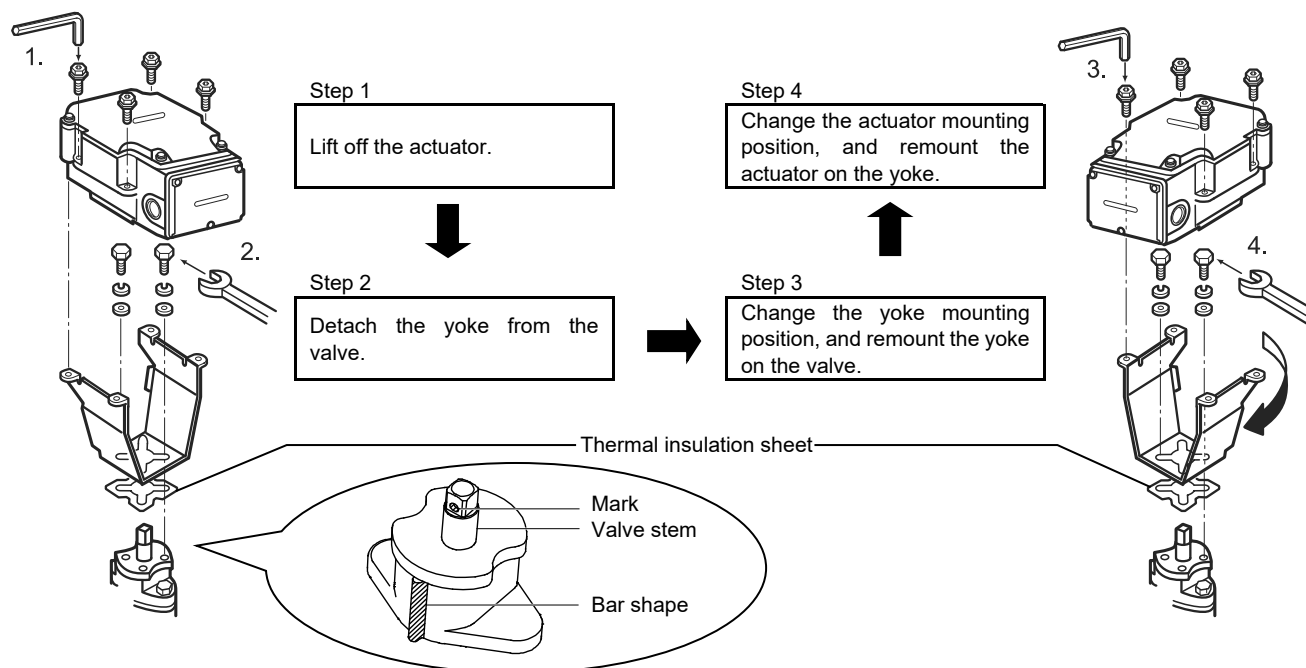 1.
Step 1
Lift off the actuator.
2.
Step 2
Detach the yoke from the
valve.
Step 3
Change the yoke mounting
position, and remount the yoke
on the valve.
Step 4
Change the actuator mounting
position, and remount the
actuator on the yoke.
3.
4.
Thermal insulation sheet
Mark
Valve stem
Bar shape